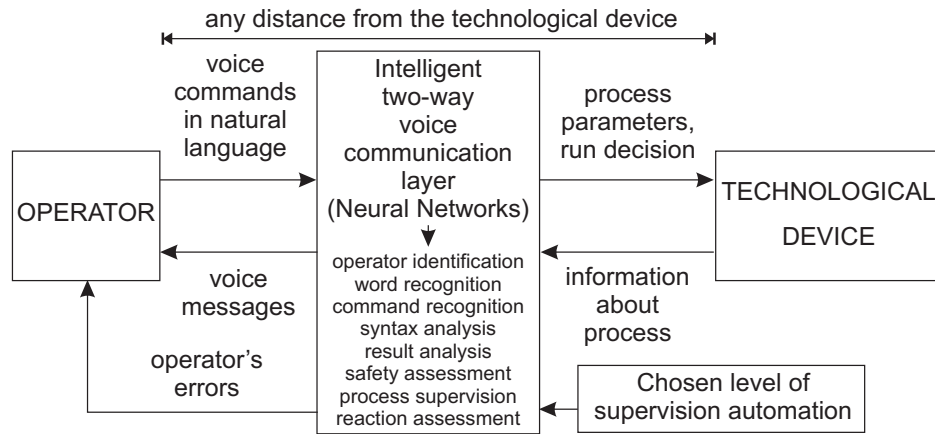 any distance from the technological device
voice
commands
in natural
language
Intelligent
two-way
voice
communication
layer
(Neural Networks)
process
parameters,
run decision
OPERATOR
TECHNOLOGICAL
DEVICE
voice
messages
operator identification
word recognition
command recognition
syntax analysis
result analysis
safety assessment
process supervision
reaction assessment
information
about
process
operator's
errors
Chosen level of
supervision automation